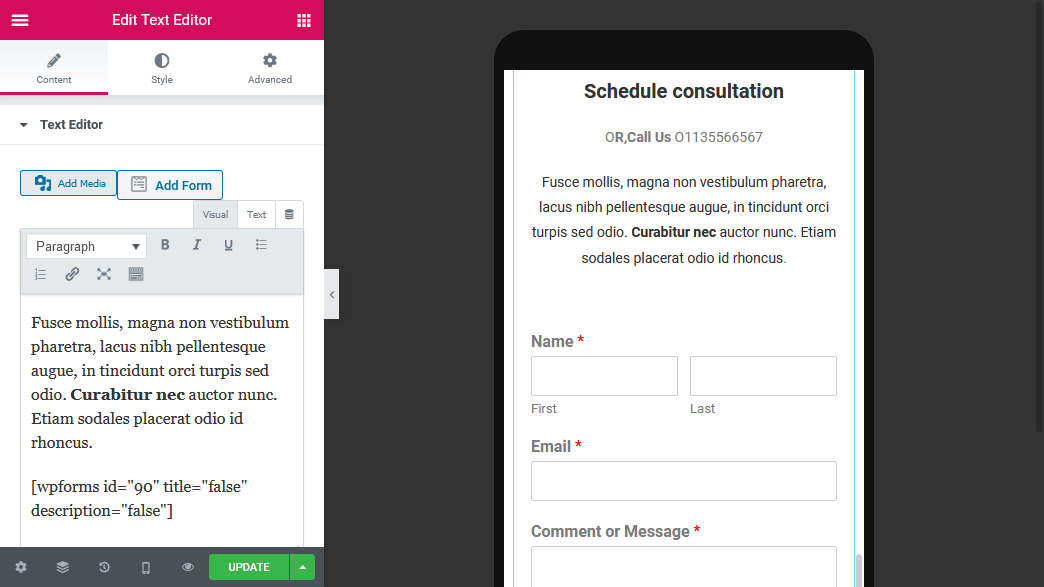 Edit Text Editor
Content
Style
Advanced
Text Editor
Add Media
Add Form
Visual
Text
Paragraph
B I U
Fusce mollis, magna non vestibulum
pharetra, lacus nibh pellentesque
augue, in tincidunt orci turpis sed
odio. Curabitur nec auctor nunc.
Etiam sodales placerat odio id
rhoncus.
[wpforms id="90" title="false"
description="false"]
UPDATE
Schedule consultation
OR,Call Us O1135566567
Fusce mollis, magna non vestibulum pharetra,
lacus nibh pellentesque augue, in tincidunt orci
turpis sed odio. Curabitur nec auctor nunc. Etiam
sodales placerat odio id rhoncus.
Name *
First
Last
Email *
Comment or Message *